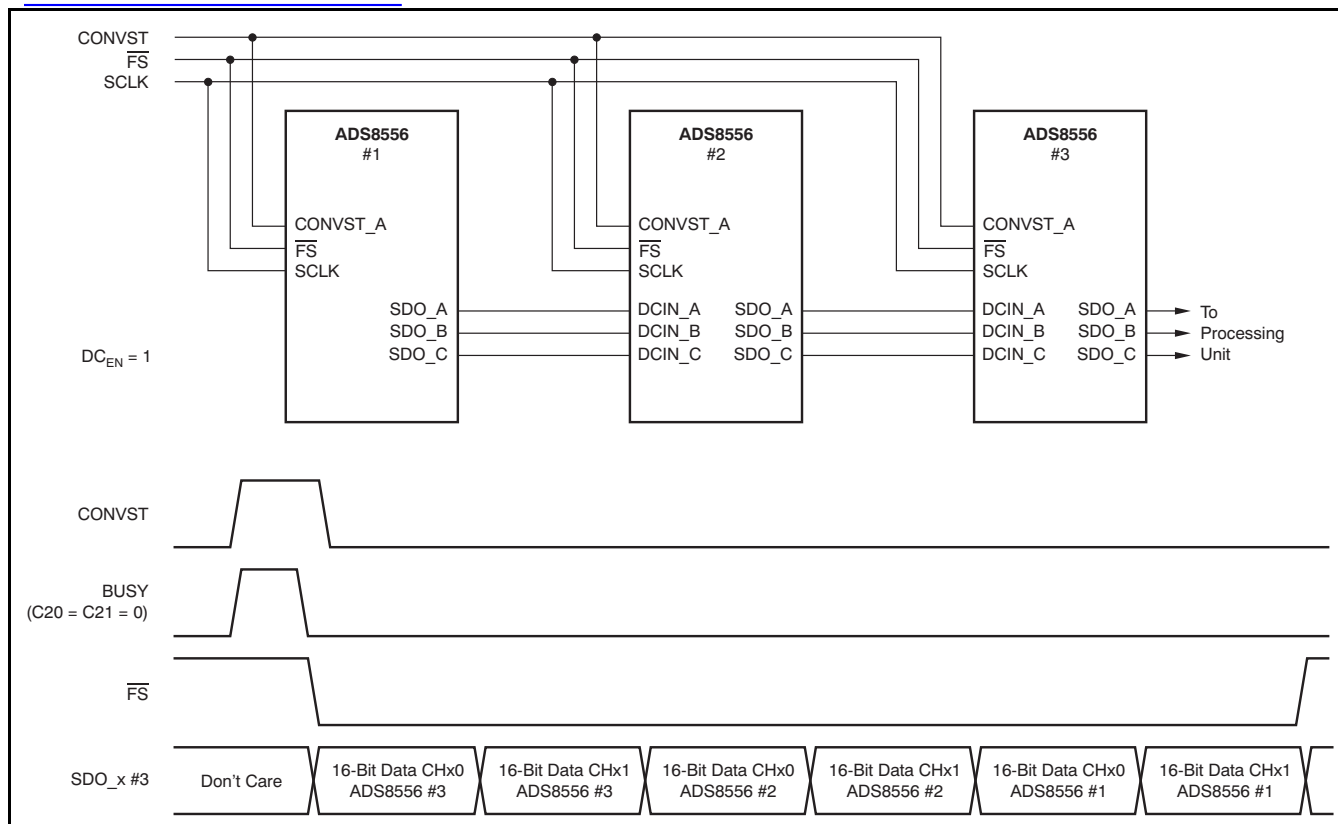 CONVST
FS
SCLK
ADS8556
#1
ADS8556
#2
ADS8556
#3
CONVST_A
FS
SCLK
CONVST_A
FS
SCLK
CONVST_A
FS
SCLK
SDO_A
SDO_B
SDO_C
DCIN_A
DCIN_B
DCIN_C
SDO_A
SDO_B
SDO_C
DCIN_A
DCIN_B
DCIN_C
SDO_A
SDO_B
SDO_C
To
Processing
Unit
DCEN = 1
CONVST
BUSY
(C20 = C21 = 0)
FS
SDO_x #3
Don't Care
16-Bit Data CHx0
ADS8556 #3
16-Bit Data CHx1
ADS8556 #3
16-Bit Data CHx0
ADS8556 #2
16-Bit Data CHx1
ADS8556 #2
16-Bit Data CHx0
ADS8556 #1
16-Bit Data CHx1
ADS8556 #1